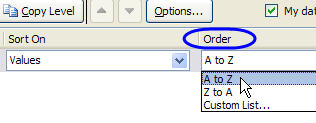 Copy Level Options... My dat
Sort On Order
Values A to Z
A to Z
Z to A
Custom List...